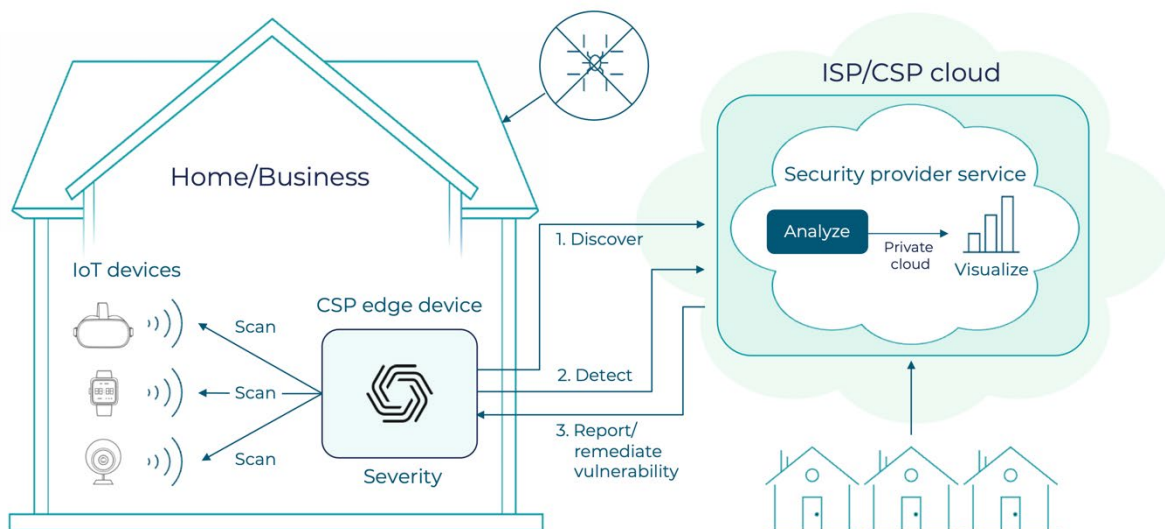 ISP/CSP cloud
Home/Business
Security provider service
Analyze
Private
cloud
Visualize
1. Discover
IoT devices
CSP edge device
Scan
Scan
Scan
2. Detect
3. Report/
remediate
vulnerability
Severity